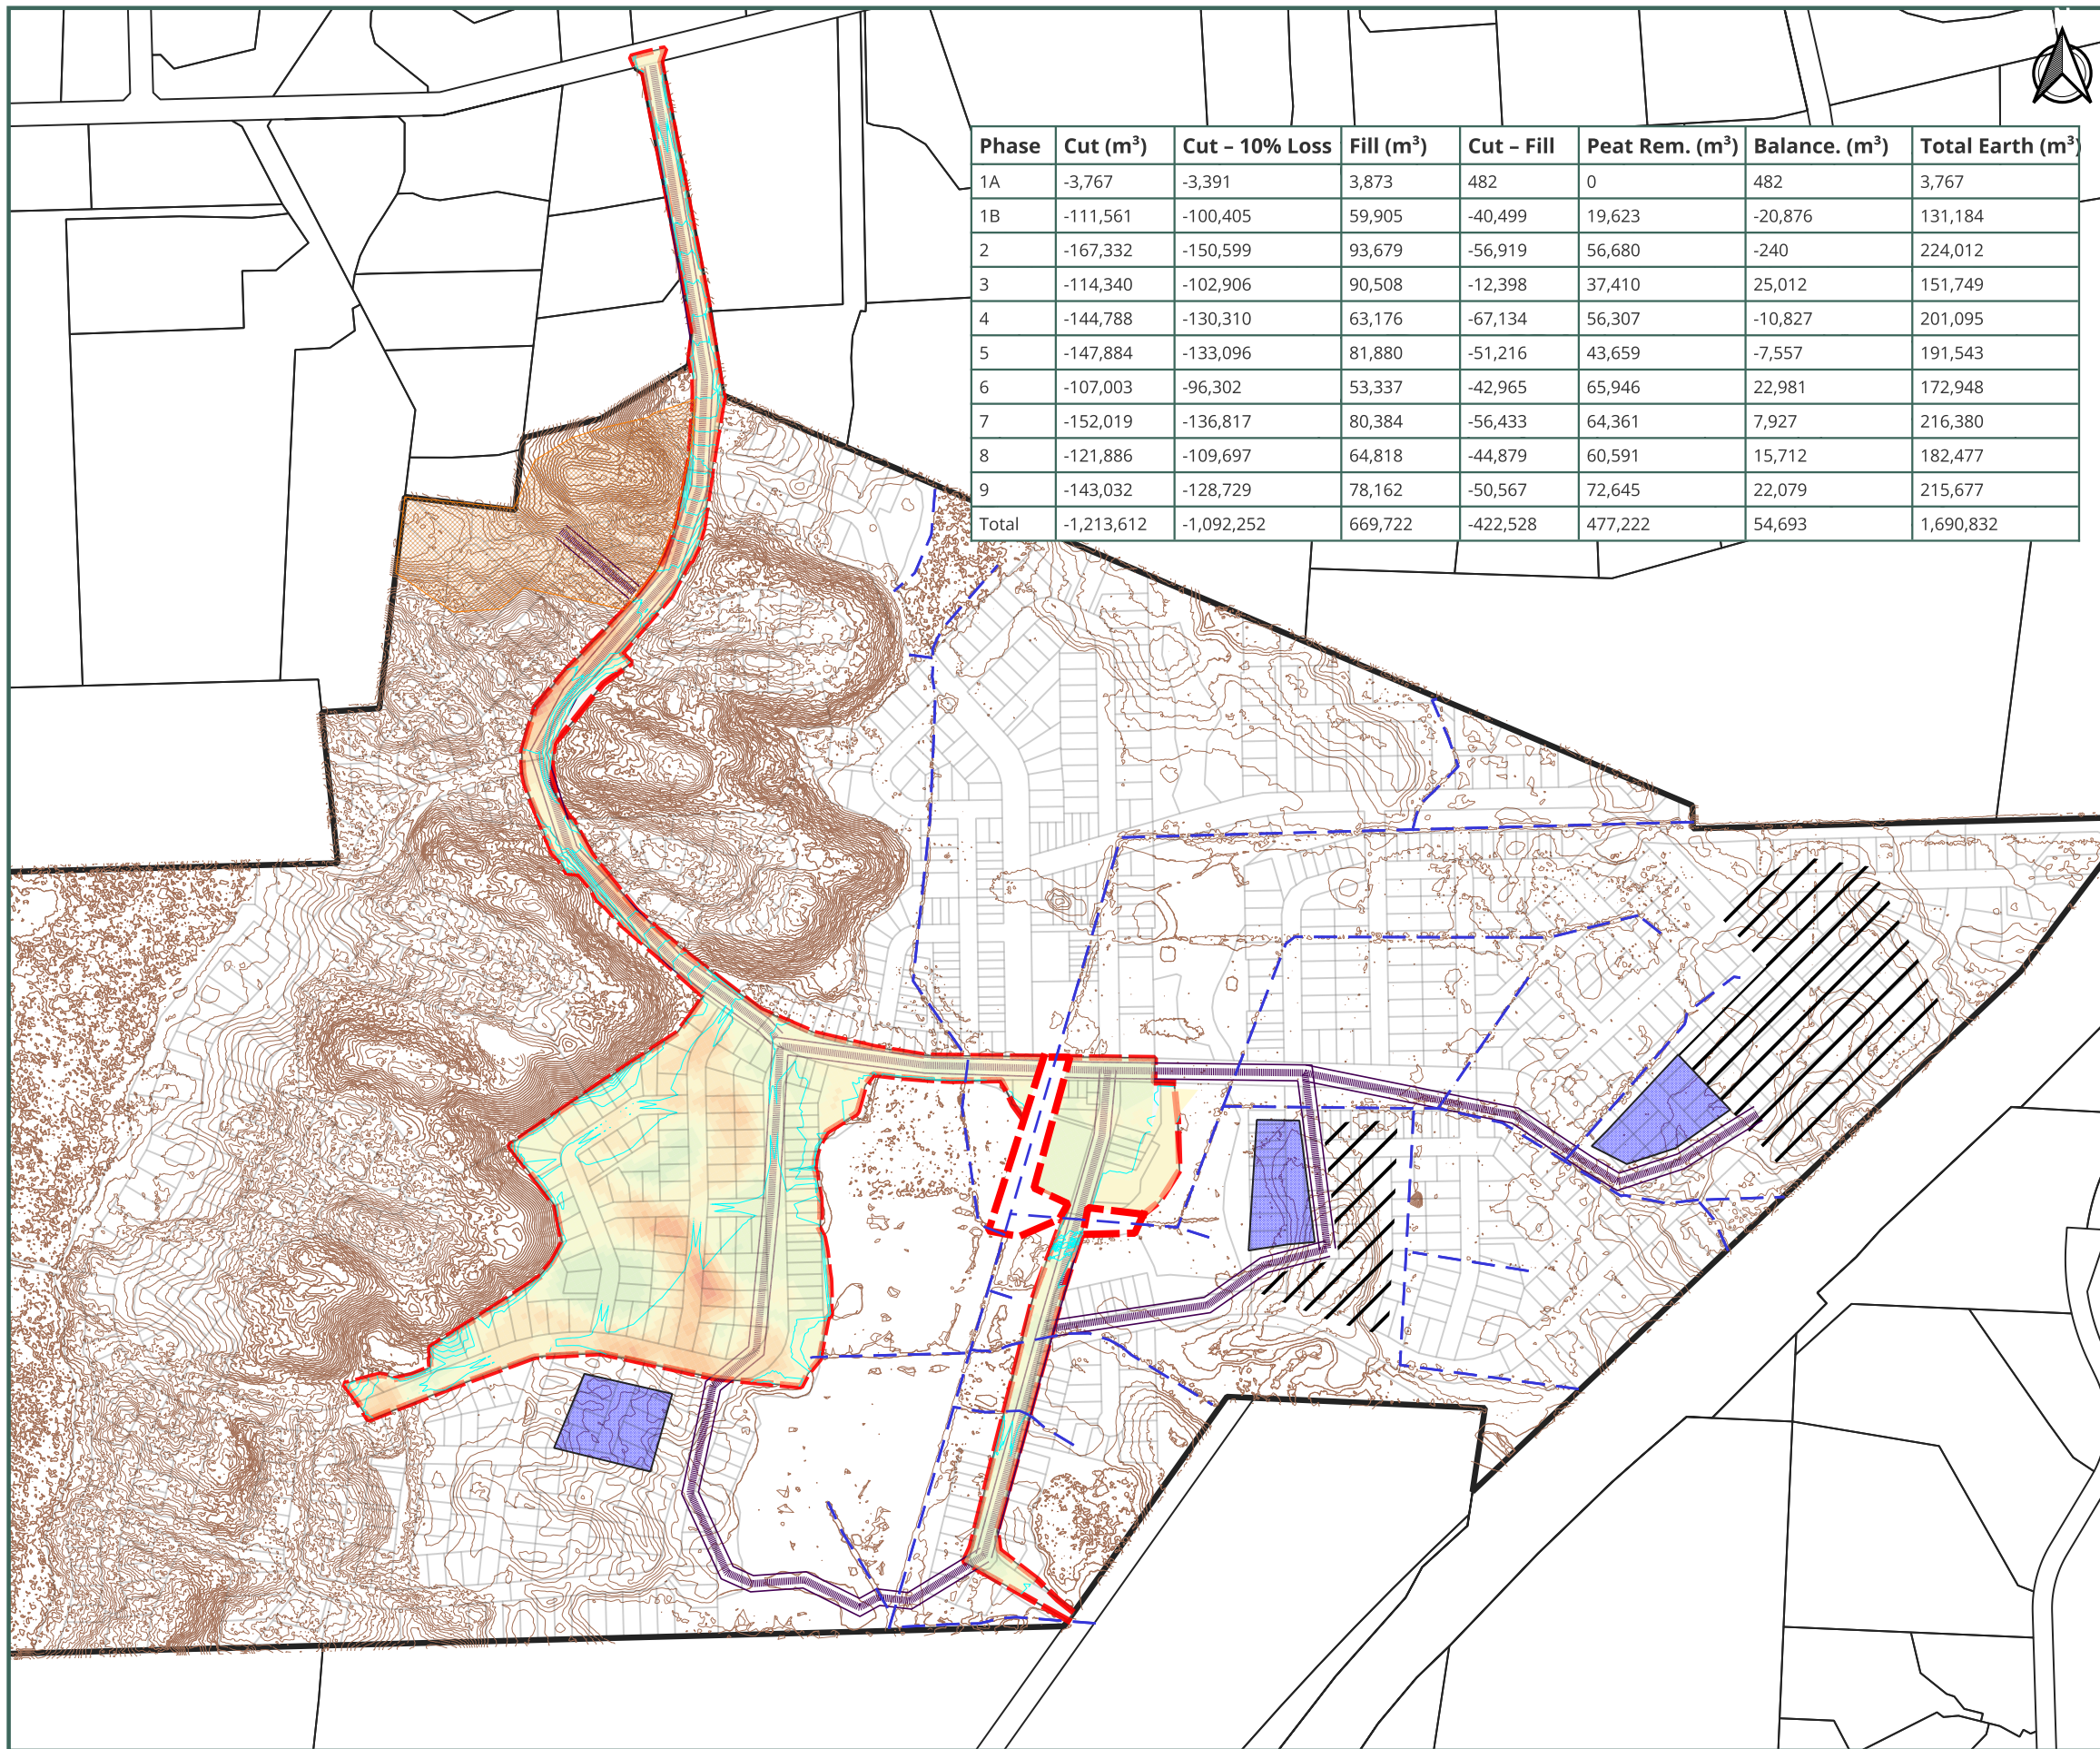 Phase Cut (m³) Cut – 10% Loss Fill (m³) Cut – Fill Peat Rem. (m³) Balance. (m³) Total Earth (m³)
1A -3,767 -3,391 3,873 482 0 482 3,767
1B -111,561 -100,405 59,905 -40,499 19,623 -20,876 131,184
2 -167,332 -150,599 93,679 -56,919 56,680 -240 224,012
3 -114,340 -102,906 90,508 -12,398 37,410 25,012 151,749
4 -144,788 -130,310 63,176 -67,134 56,307 -10,827 201,095
5 -147,884 -133,096 81,880 -51,216 43,659 -7,557 191,543
6 -107,003 -96,302 53,337 -42,965 65,946 22,981 172,948
7 -152,019 -136,817 80,384 -56,433 64,361 7,927 216,380
8 -121,886 -109,697 64,818 -44,879 60,591 15,712 182,477
9 -143,032 -128,729 78,162 -50,567 72,645 22,079 215,677
Total -1,213,612 -1,092,252 669,722 -422,528 477,222 54,693 1,690,832